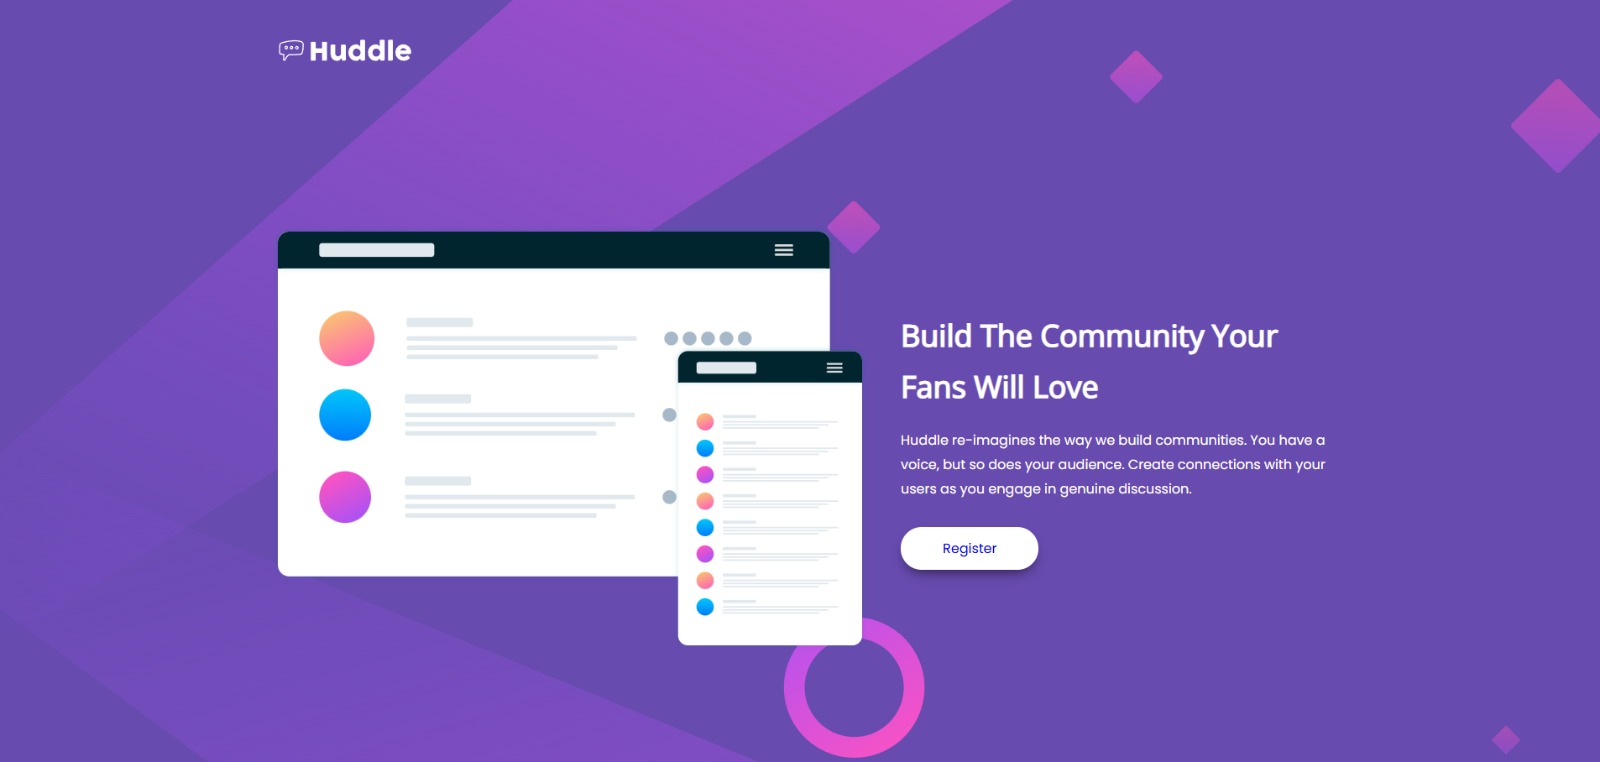 Huddle
Build The Community Your
Fans Will Love
Huddle re-imagines the way we build communities. You have a
voice, but so does your audience. Create connections with your
users as you engage in genuine discussion.
Register